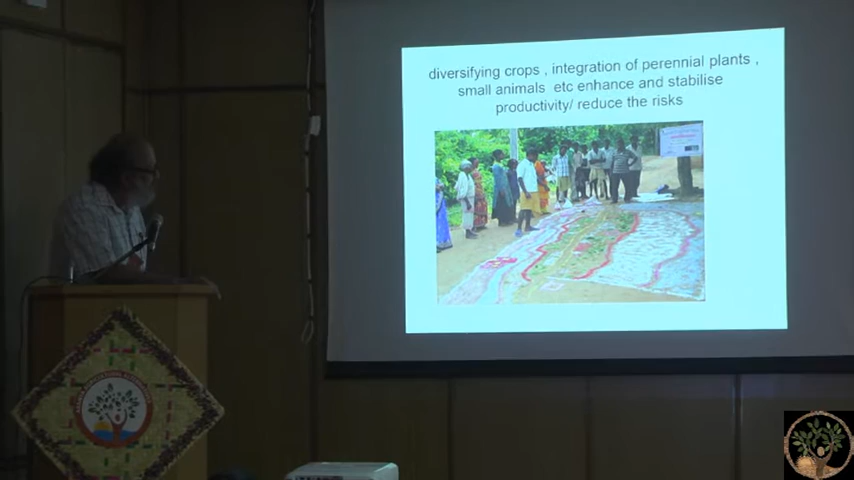 diversifying crops , integration of perennial plants ,
small animals etc enhance and stabilise
productivity/ reduce the risks